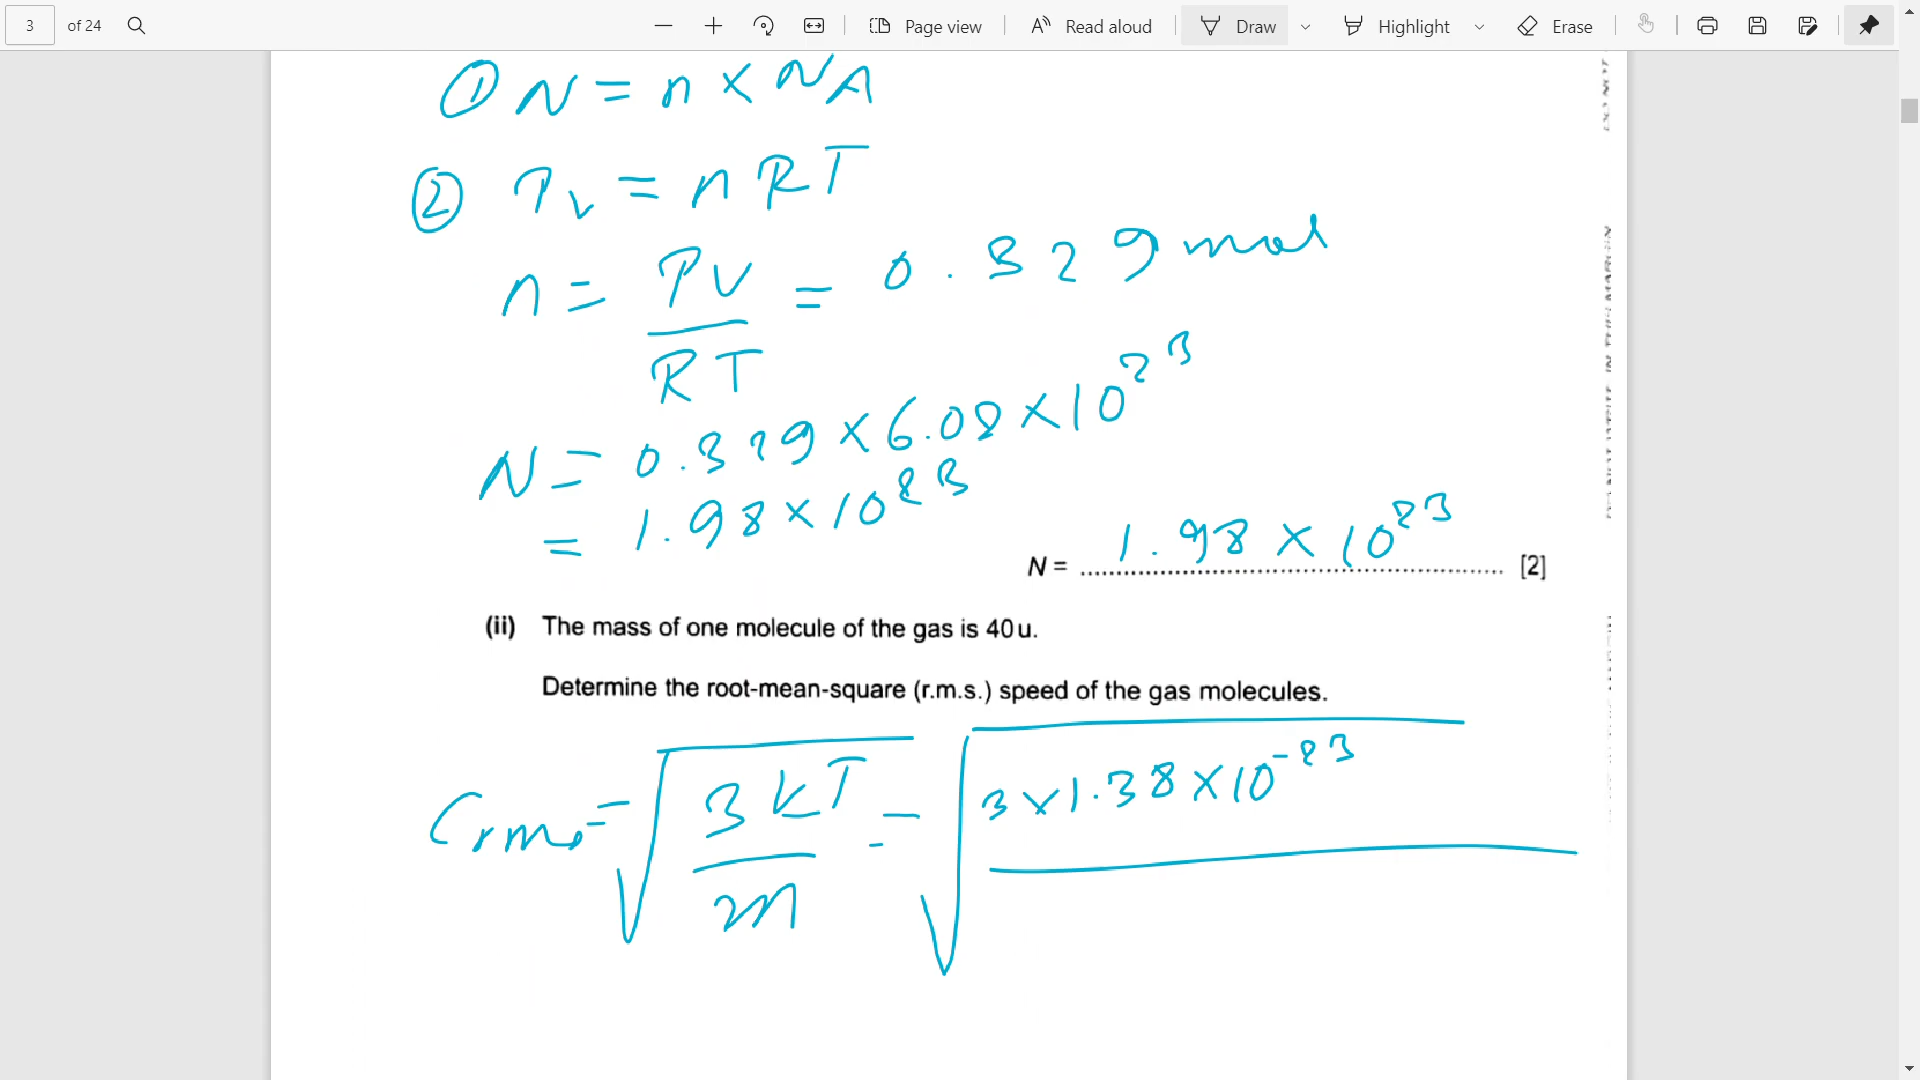 3 of 24 Page view Read aloud Draw Highlight Erase
① N = n × NA
② Pv = nRT
n = PV / RT = 0.329 mol
N = 0.329 × 6.02 × 10²³
= 1.98 × 10²³
N = 1.98 × 10²³ [2]
(ii) The mass of one molecule of the gas is 40 u.
Determine the root-mean-square (r.m.s.) speed of the gas molecules.
Crms = √(3kT / m) = √(3 × 1.38 × 10⁻²³